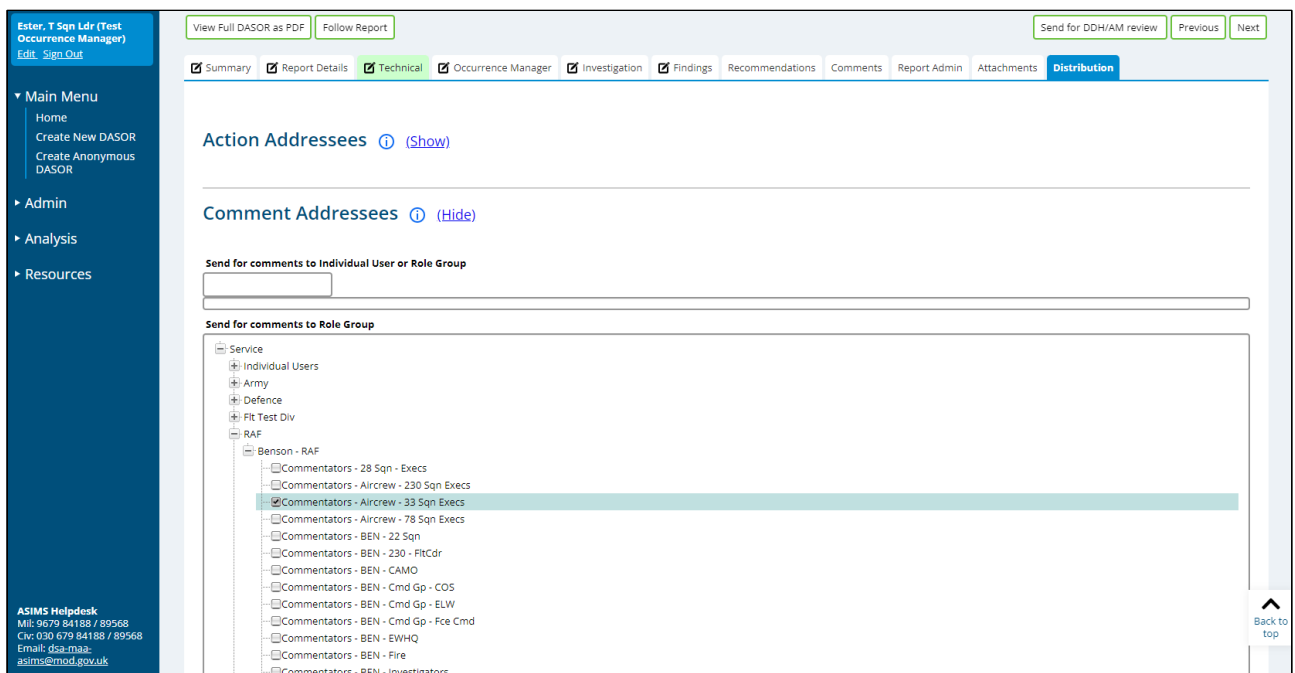 Ester, T Sqn Ldr (Test
Occurrence Manager)
Edit Sign Out
Main Menu
Home
Create New DASOR
Create Anonymous
DASOR
Admin
Analysis
Resources
ASIMS Helpdesk
Mil: 9679 84188 / 89568
Civ: 030 679 84188 / 89568
Email: dsa-maa-
asims@mod.gov.uk
View Full DASOR as PDF Follow Report Send for DDH/AM review Previous Next
Summary Report Details Technical Occurrence Manager Investigation Findings Recommendations Comments Report Admin Attachments Distribution
Action Addressees (Show)
Comment Addressees (Hide)
Send for comments to Individual User or Role Group
Send for comments to Role Group
Service
Individual Users
Army
Defence
Flt Test Div
RAF
Benson - RAF
Commentators - 28 Sqn - Execs
Commentators - Aircrew - 230 Sqn Execs
Commentators - Aircrew - 33 Sqn Execs
Commentators - Aircrew - 78 Sqn Execs
Commentators - BEN - 22 Sqn
Commentators - BEN - 230 - FltCdr
Commentators - BEN - CAMO
Commentators - BEN - Cmd Gp - COS
Commentators - BEN - Cmd Gp - ELW
Commentators - BEN - Cmd Gp - Fce Cmd
Commentators - BEN - EWHQ
Commentators - BEN - Fire
Commentators - BEN - Investigators
Back to
top